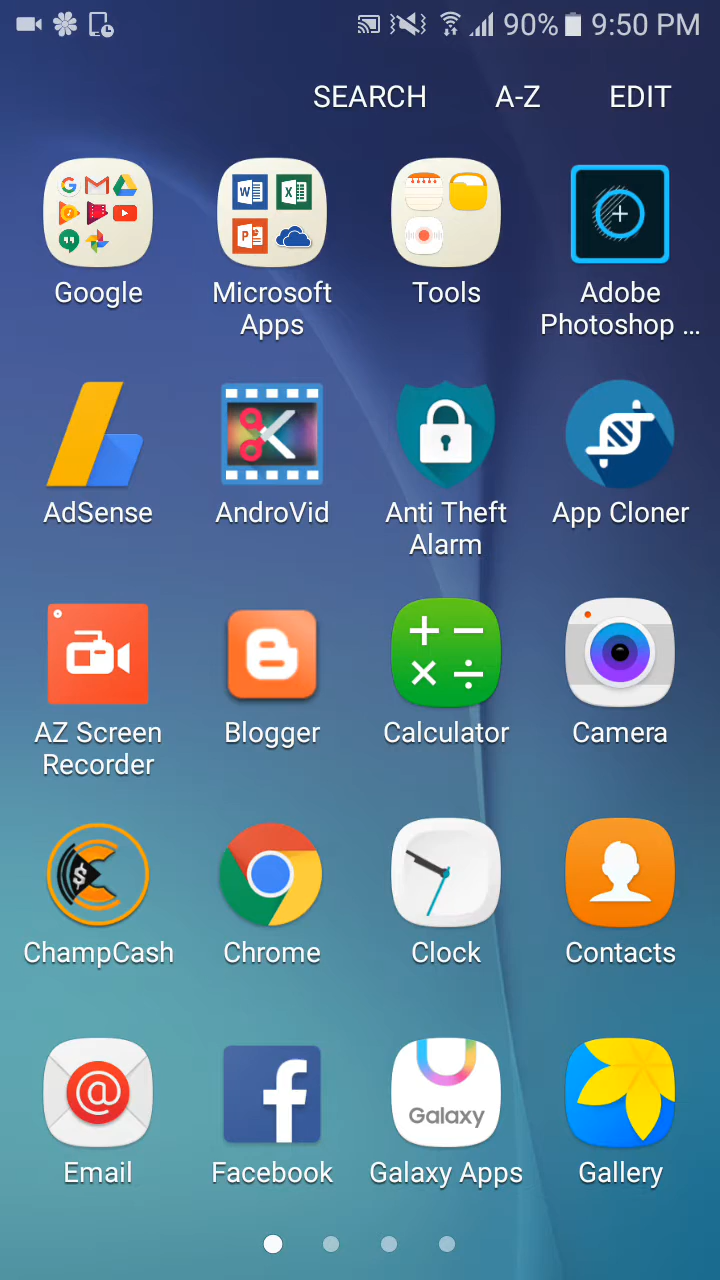 90% 9:50 PM
SEARCH A-Z EDIT
Google Microsoft Apps Tools Adobe Photoshop ...
AdSense AndroVid Anti Theft Alarm App Cloner
AZ Screen Recorder Blogger Calculator Camera
ChampCash Chrome Clock Contacts
Galaxy
Email Facebook Galaxy Apps Gallery